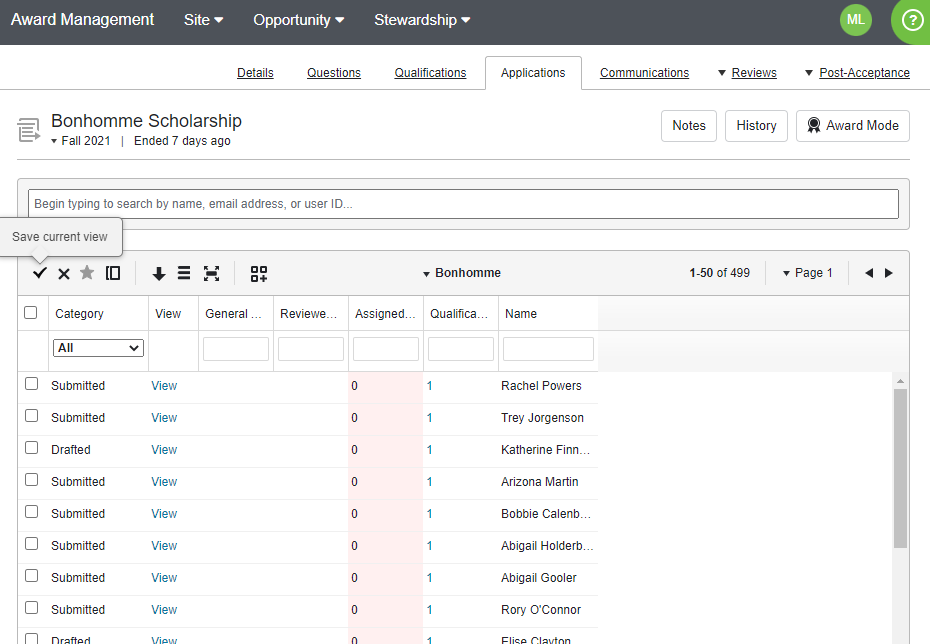 Award Management Site Opportunity Stewardship ML ?
Details Questions Qualifications Applications Communications Reviews Post-Acceptance
Bonhomme Scholarship
Fall 2021 | Ended 7 days ago
Notes History Award Mode
Begin typing to search by name, email address, or user ID...
Save current view
Bonhomme 1-50 of 499 Page 1
Category View General ... Reviewe... Assigned... Qualifica... Name
All
Submitted View 0 1 Rachel Powers
Submitted View 0 1 Trey Jorgenson
Drafted View 0 1 Katherine Finn...
Submitted View 0 1 Arizona Martin
Submitted View 0 1 Bobbie Calenb...
Submitted View 0 1 Abigail Holderb...
Submitted View 0 1 Abigail Gooler
Submitted View 0 1 Rory O'Connor
Drafted View 0 1 Elise Clayton